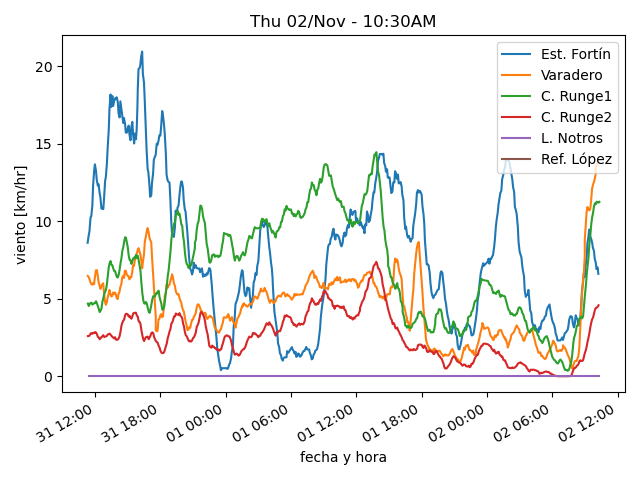 Thu 02/Nov - 10:30AM
Est. Fortín
Varadero
C. Runge1
C. Runge2
L. Notros
Ref. López
viento [km/hr]
20
15
10
5
0
31 12:00
31 18:00
01 00:00
01 06:00
01 12:00
01 18:00
02 00:00
02 06:00
02 12:00
fecha y hora